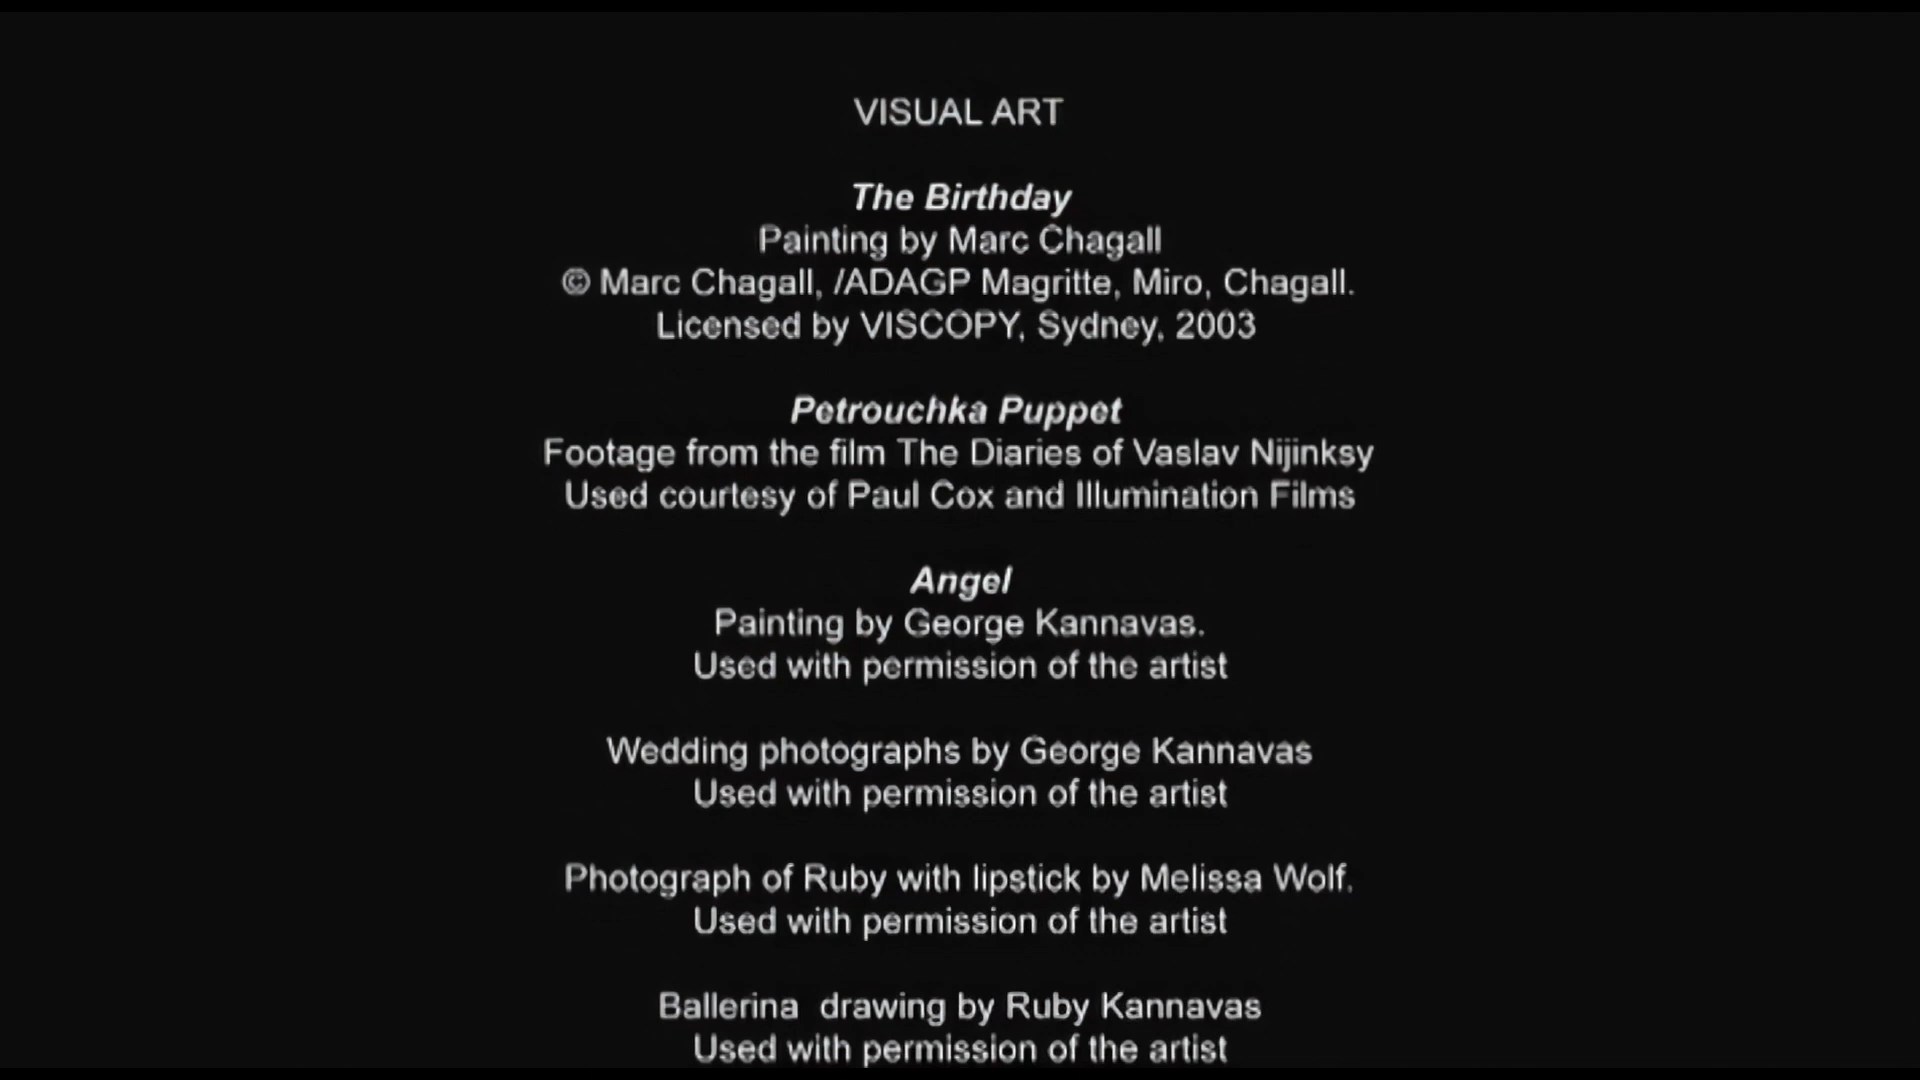 VISUAL ART
The Birthday
Painting by Marc Chagall
© Marc Chagall, /ADAGP Magritte, Miro, Chagall.
Licensed by VISCOPY, Sydney, 2003
Petrouchka Puppet
Footage from the film The Diaries of Vaslav Nijinksy
Used courtesy of Paul Cox and Illumination Films
Angel
Painting by George Kannavas.
Used with permission of the artist
Wedding photographs by George Kannavas
Used with permission of the artist
Photograph of Ruby with lipstick by Melissa Wolf.
Used with permission of the artist
Ballerina  drawing by Ruby Kannavas
Used with permission of the artist